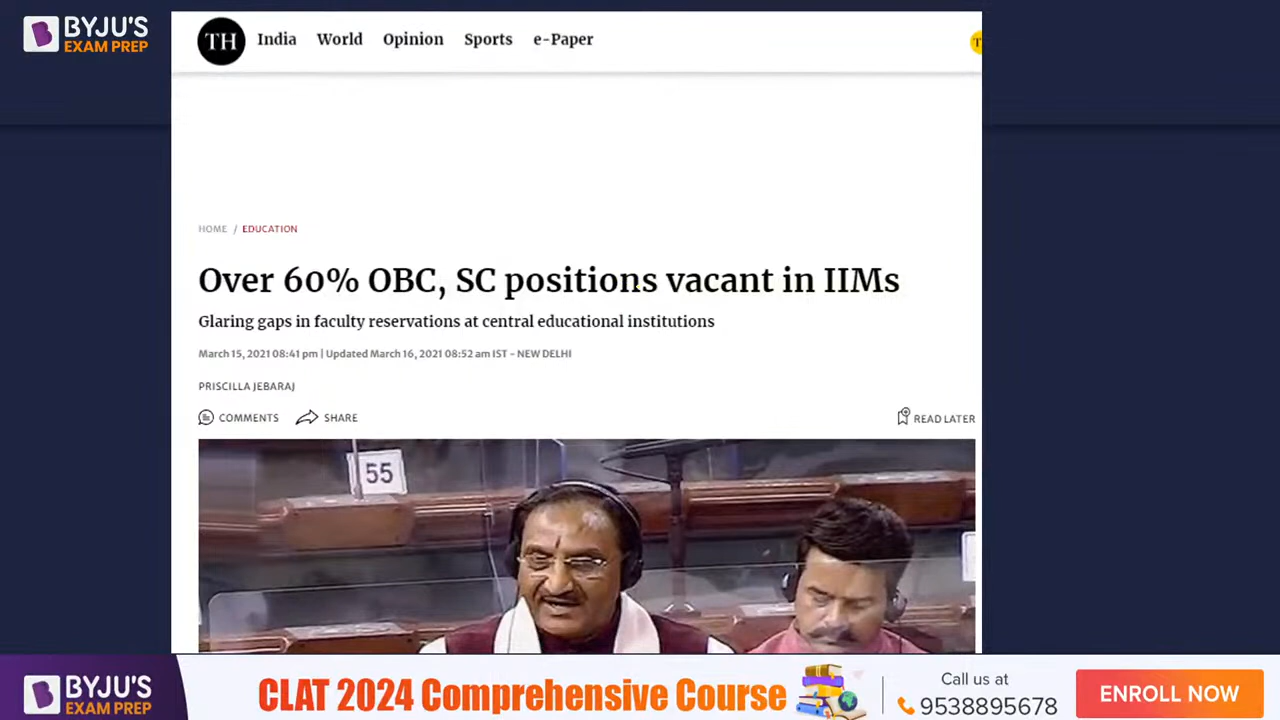 BYJU'S
EXAM PREP
TH
India World Opinion Sports e-Paper
HOME / EDUCATION
Over 60% OBC, SC positions vacant in IIMs
Glaring gaps in faculty reservations at central educational institutions
March 15, 2021 08:41 pm | Updated March 16, 2021 08:52 am IST - NEW DELHI
PRISCILLA JEBARAJ
COMMENTS SHARE READ LATER
55
BYJU'S
EXAM PREP
CLAT 2024 Comprehensive Course
Call us at
9538895678
ENROLL NOW